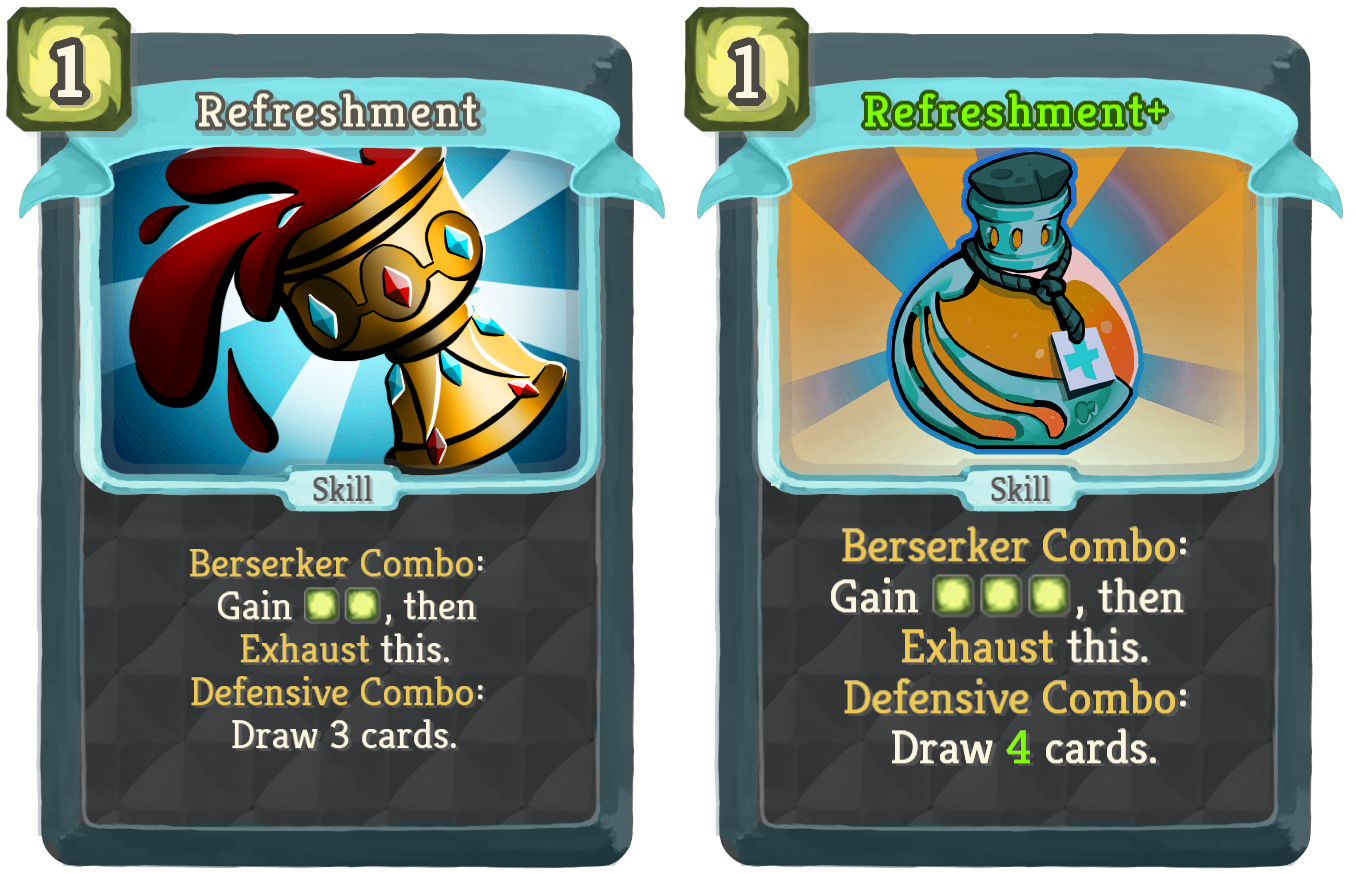 1
Refreshment
Skill
Berserker Combo:
Gain , then
Exhaust this.
Defensive Combo:
Draw 3 cards.
1
Refreshment+
Skill
Berserker Combo:
Gain , then
Exhaust this.
Defensive Combo:
Draw 4 cards.